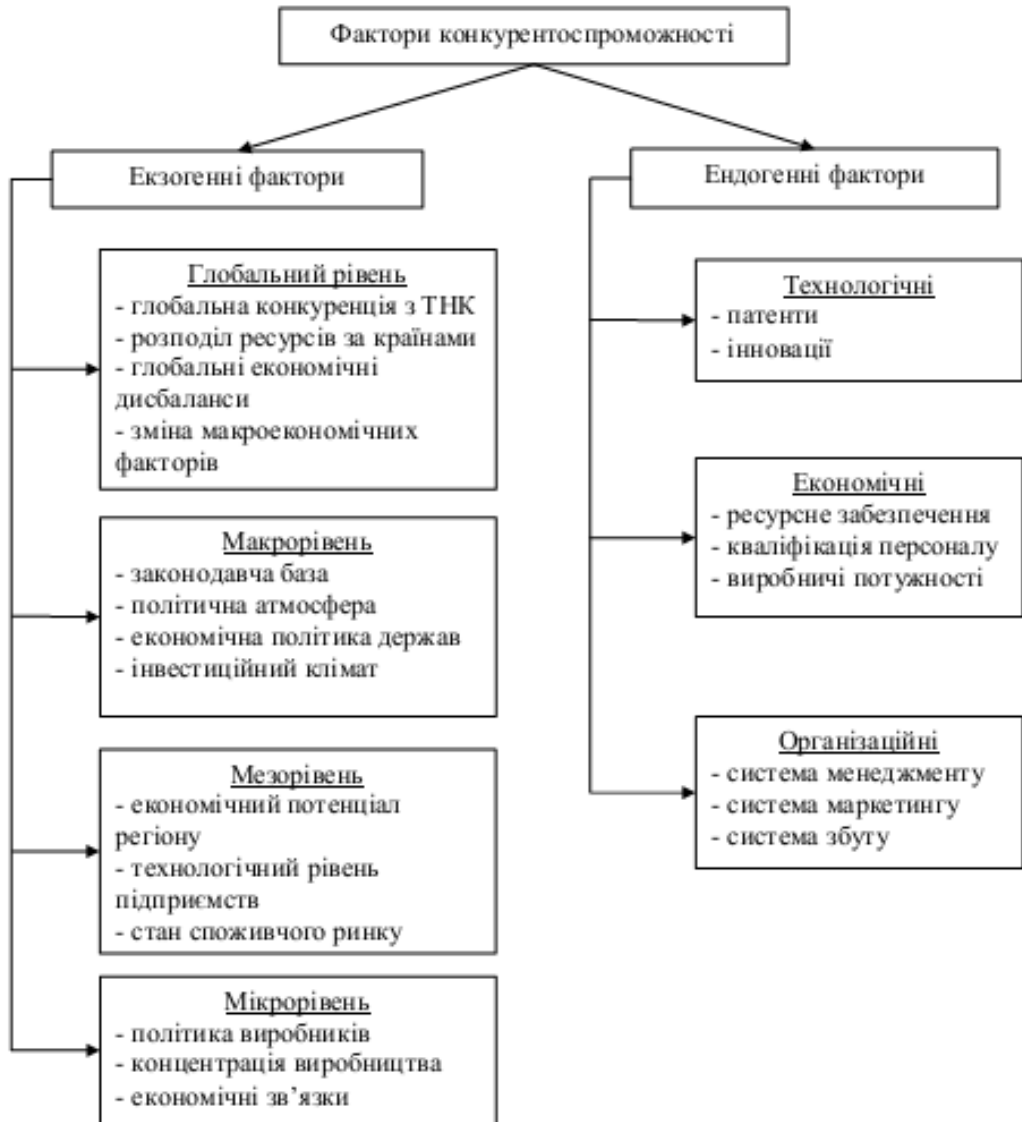 Фактори конкурентоспроможності
Екзогенні фактори
Глобальний рівень
- глобальна конкуренція з ТНК
- розподіл ресурсів за країнами
- глобальні економічні
дисбаланси
- зміна макроекономічних
факторів
Макрорівень
- законодавча база
- політична атмосфера
- економічна політика держав
- інвестиційний клімат
Мезорівень
- економічний потенціал
регіону
- технологічний рівень
підприємств
- стан споживчого ринку
Мікрорівень
- політика виробників
- концентрація виробництва
- економічні зв’язки
Ендогенні фактори
Технологічні
- патенти
- інновації
Економічні
- ресурсне забезпечення
- кваліфікація персоналу
- виробничі потужності
Організаційні
- система менеджменту
- система маркетингу
- система збуту